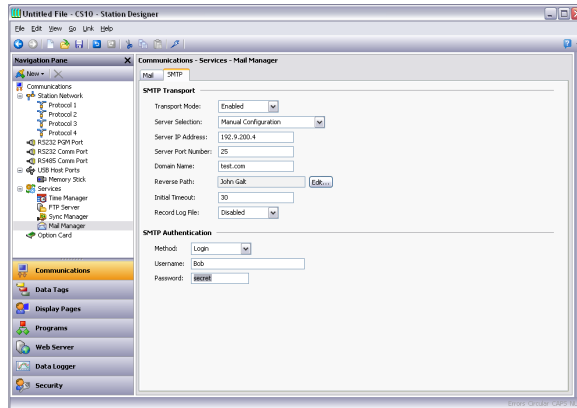 Untitled File - CS10 - Station Designer
File Edit View Go Link Help
Navigation Pane
New
Communications
Station Network
Protocol 1
Protocol 2
Protocol 3
Protocol 4
RS232 PGM Port
RS232 Comm Port
RS485 Comm Port
USB Host Ports
Memory Stick
Services
Time Manager
FTP Server
Sync Manager
Mail Manager
Option Card
Communications
Data Tags
Display Pages
Programs
Web Server
Data Logger
Security
Communications - Services - Mail Manager
Mail SMTP
SMTP Transport
Transport Mode: Enabled
Server Selection: Manual Configuration
Server IP Address: 192.9.200.4
Server Port Number: 25
Domain Name: test.com
Reverse Path: John Galt Edit...
Initial Timeout: 30
Record Log File: Disabled
SMTP Authentication
Method: Login
Username: Bob
Password: secret
Errors Circular CAPS